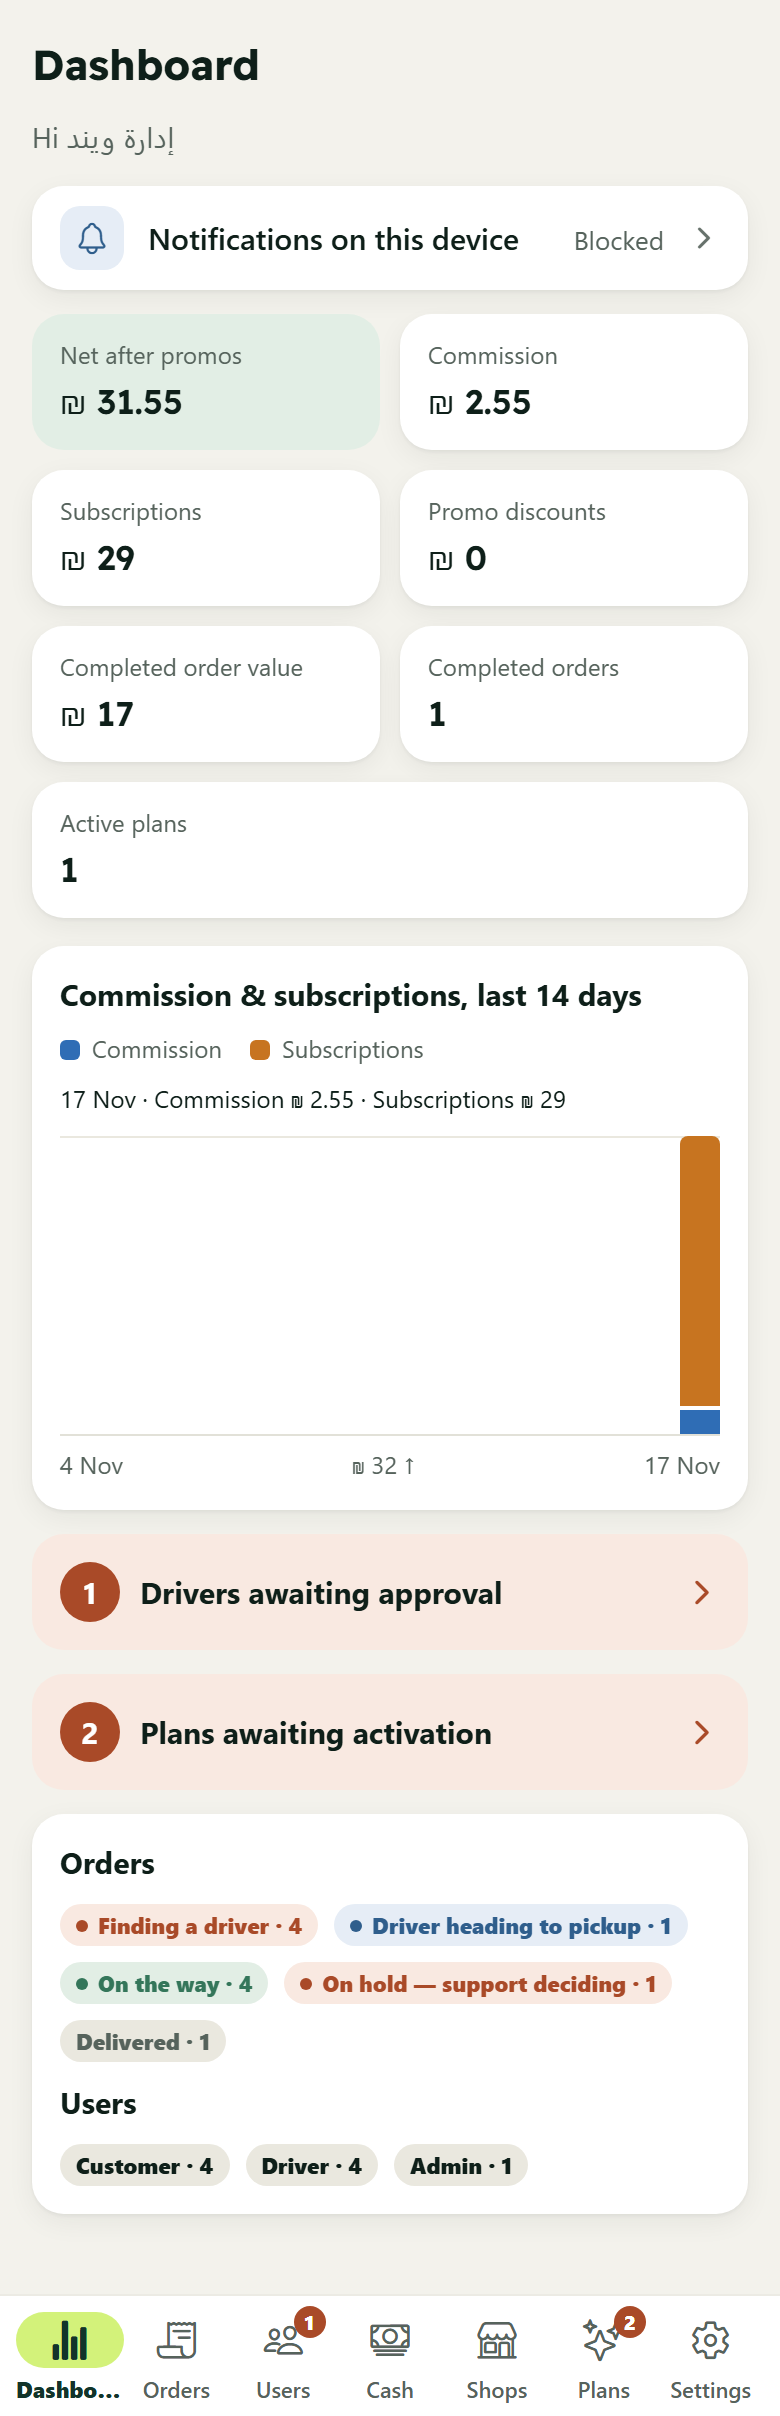 Dashboard
Hi إدارة ويند
Notifications on this device Blocked
Net after promos
₪ 31.55
Commission
₪ 2.55
Subscriptions
₪ 29
Promo discounts
₪ 0
Completed order value
₪ 17
Completed orders
1
Active plans
1
Commission & subscriptions, last 14 days
Commission Subscriptions
17 Nov · Commission ₪ 2.55 · Subscriptions ₪ 29
4 Nov ₪ 32 ↑ 17 Nov
1 Drivers awaiting approval
2 Plans awaiting activation
Orders
Finding a driver · 4 Driver heading to pickup · 1
On the way · 4 On hold — support deciding · 1
Delivered · 1
Users
Customer · 4 Driver · 4 Admin · 1
1 2
Dashbo... Orders Users Cash Shops Plans Settings